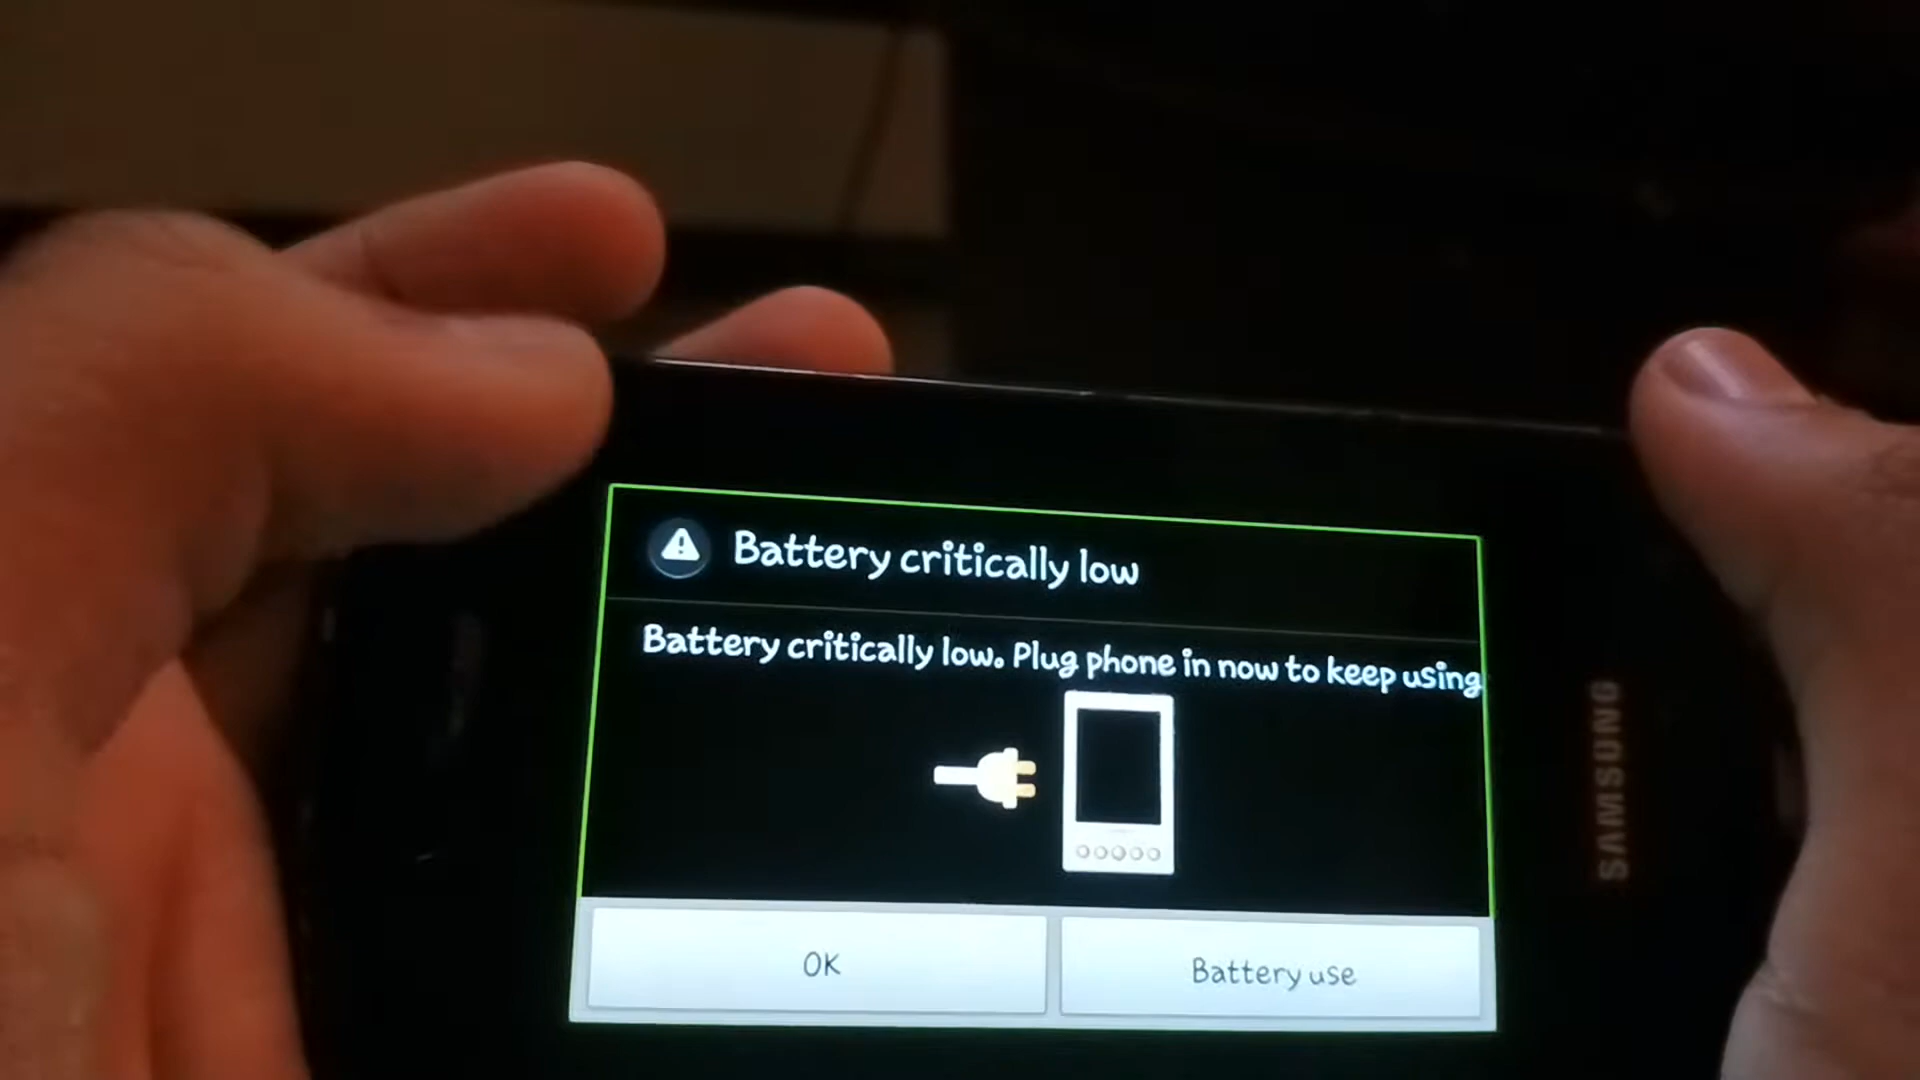 Battery critically low
Battery critically low. Plug phone in now to keep using
SAMSUNG
OK
Battery use